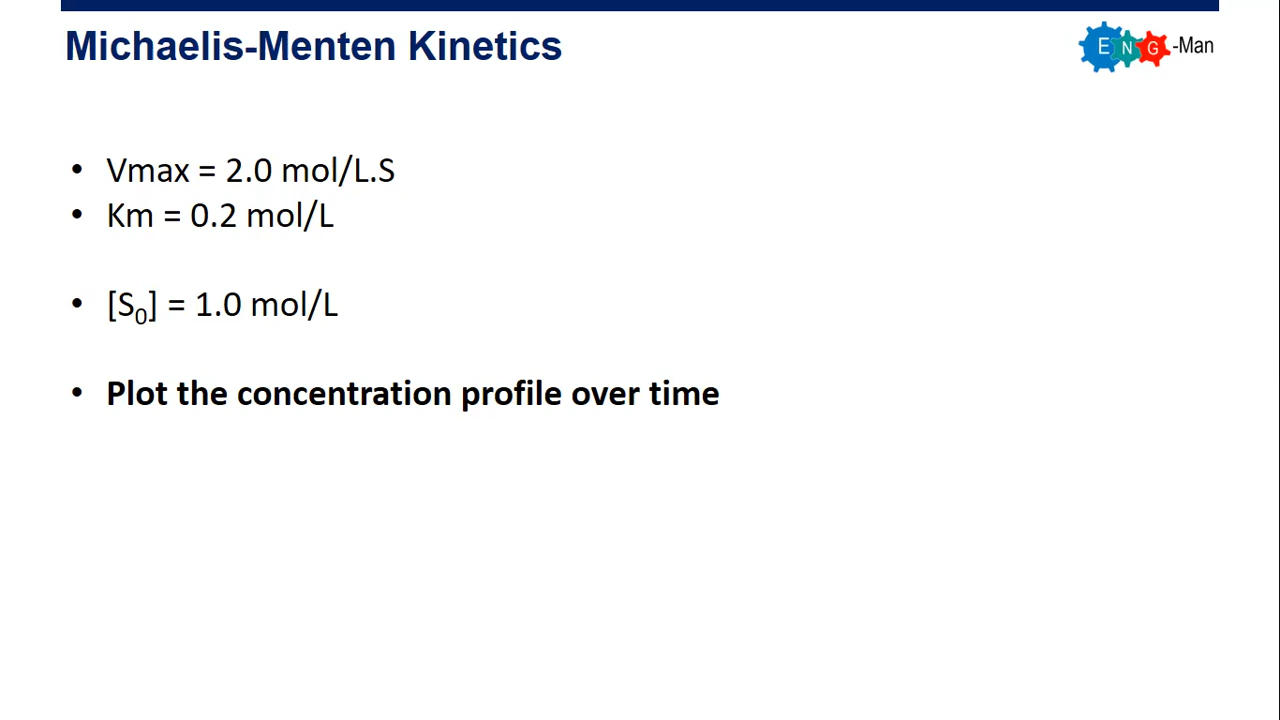 Michaelis-Menten Kinetics
E N G -Man
• Vmax = 2.0 mol/L.S
• Km = 0.2 mol/L
• [S₀] = 1.0 mol/L
• Plot the concentration profile over time